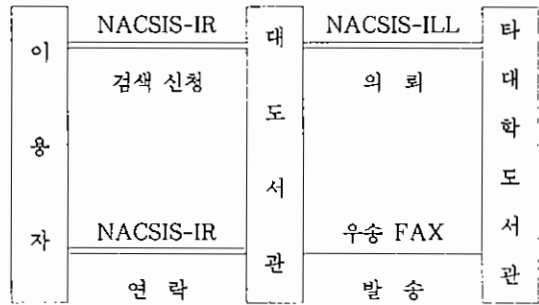 이용자
NACSIS-IR
검색 신청
NACSIS-IR
연 락
대도서관
NACSIS-ILL
의 뢰
우송 FAX
발 송
타대학도서관